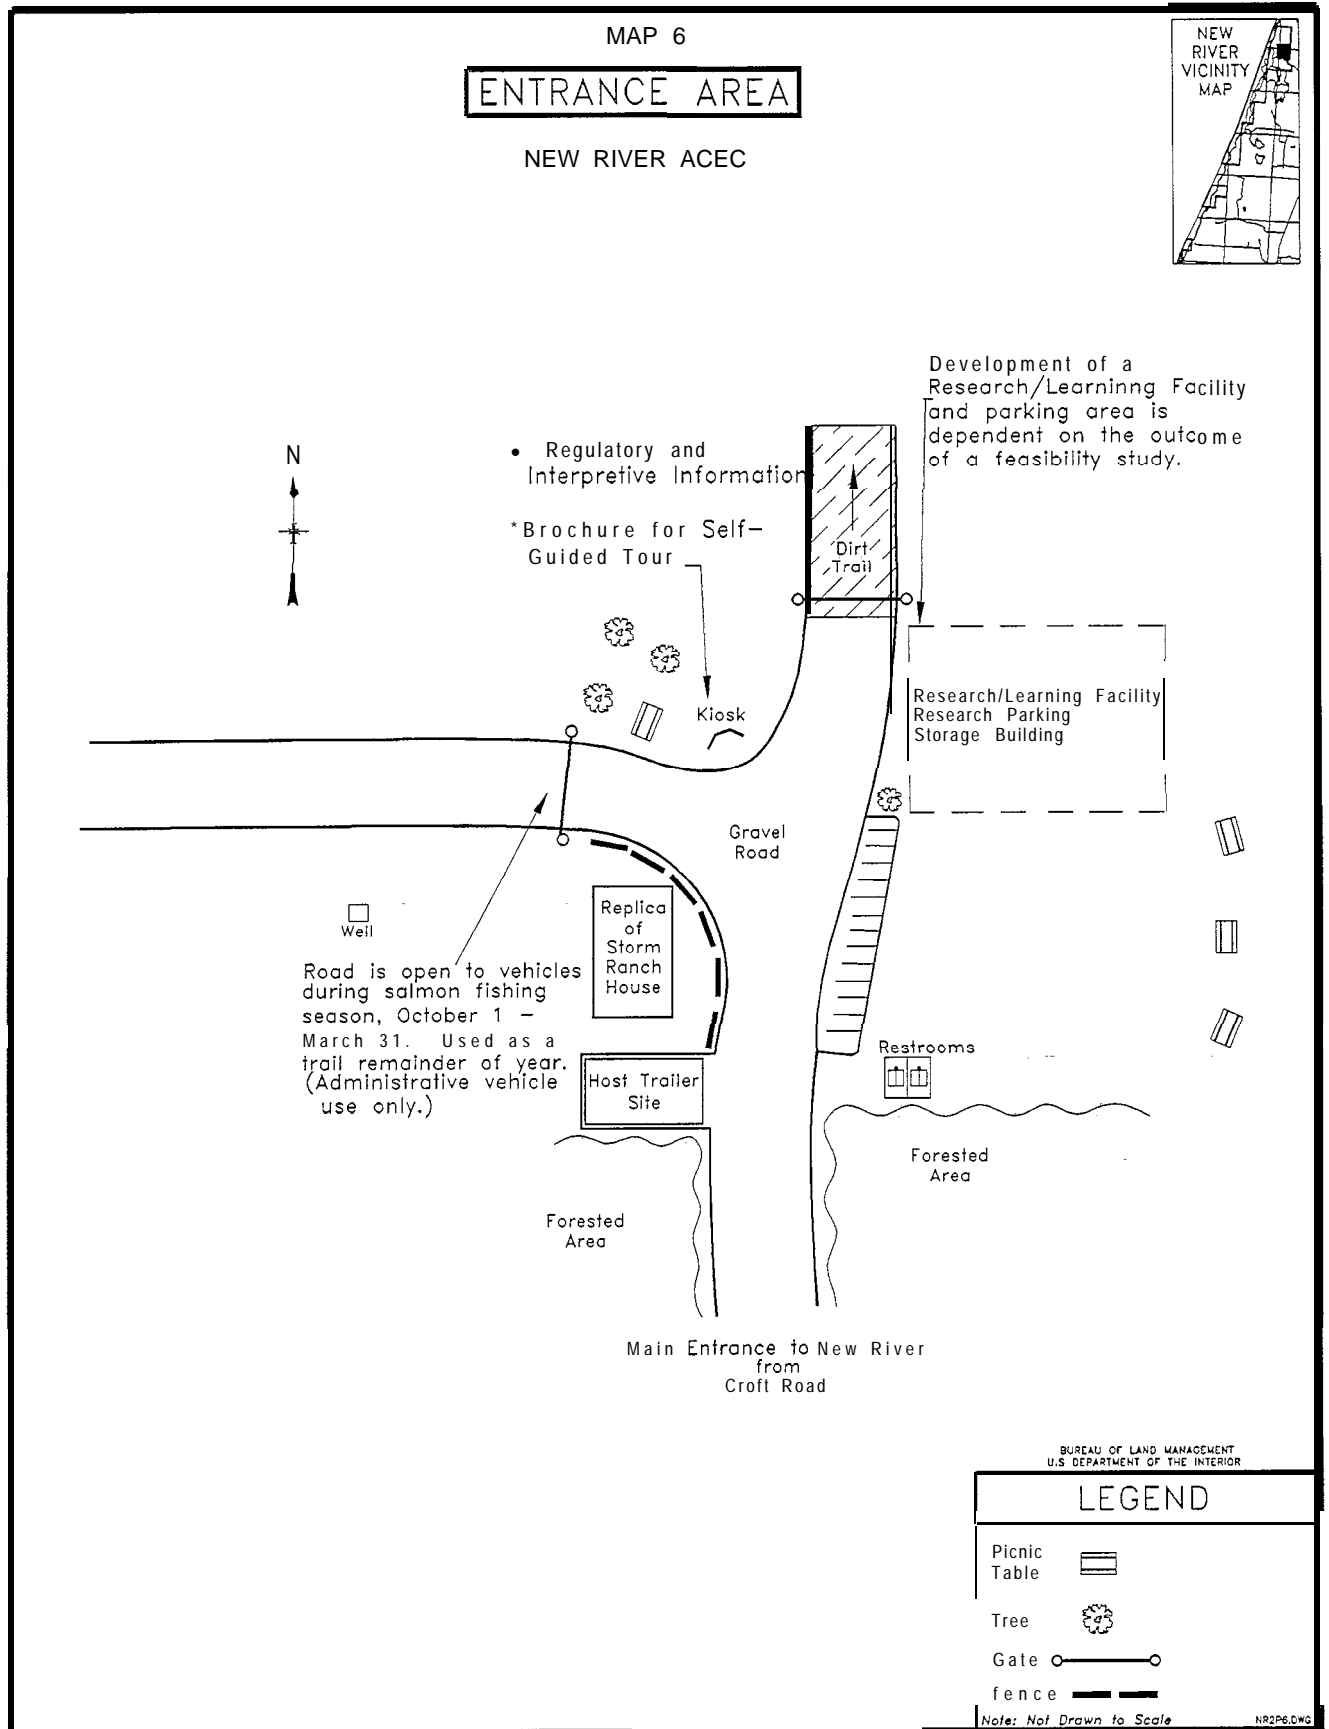 MAP 6
ENTRANCE AREA
NEW RIVER ACEC
NEW
RIVER
VICINITY
MAP
Development of a
Research/Learninng Facility
and parking area is
dependent on the outcome
of a feasibility study.
N
• Regulatory and
Interpretive Information
*Brochure for Self-
Guided Tour
Dirt
Trail
Kiosk
Research/Learning Facility
Research Parking
Storage Building
Gravel
Road
Well
Replica
of
Storm
Ranch
House
Road is open to vehicles
during salmon fishing
season, October 1 –
March 31. Used as a
trail remainder of year.
(Administrative vehicle
use only.)
Host Trailer
Site
Restrooms
Forested
Area
Forested
Area
Main Entrance to New River
from
Croft Road
BUREAU OF LAND MANAGEMENT
U.S DEPARTMENT OF THE INTERIOR
LEGEND
Picnic
Table
Tree
Gate
fence
Note: Not Drawn to Scale
NR2P6.DWG